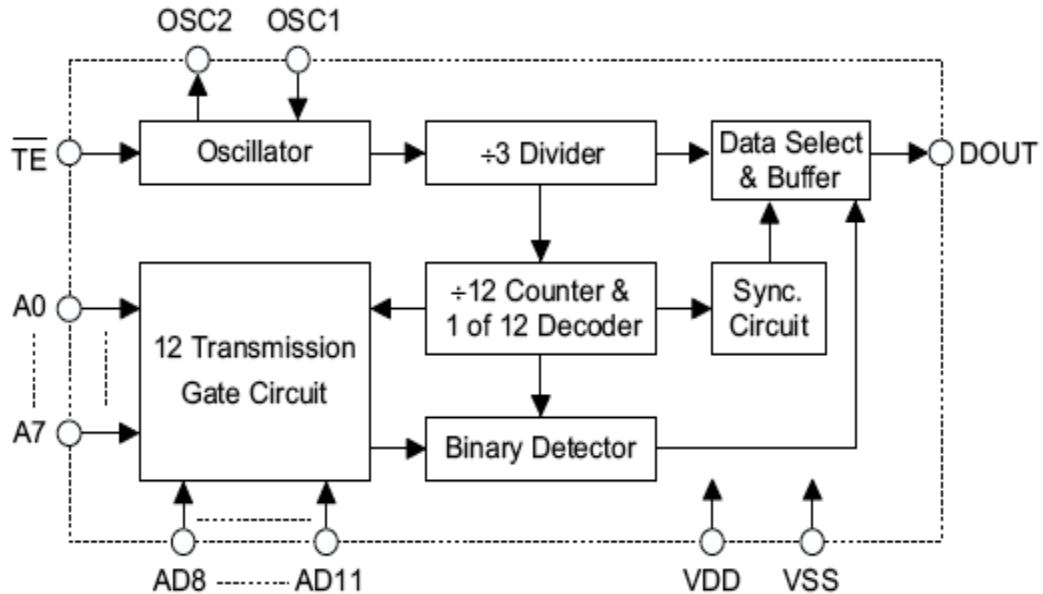 OSC2 OSC1
T̅E̅
Oscillator
÷3 Divider
Data Select
& Buffer
DOUT
A0
A7
12 Transmission
Gate Circuit
÷12 Counter &
1 of 12 Decoder
Sync.
Circuit
Binary Detector
AD8 AD11
VDD VSS